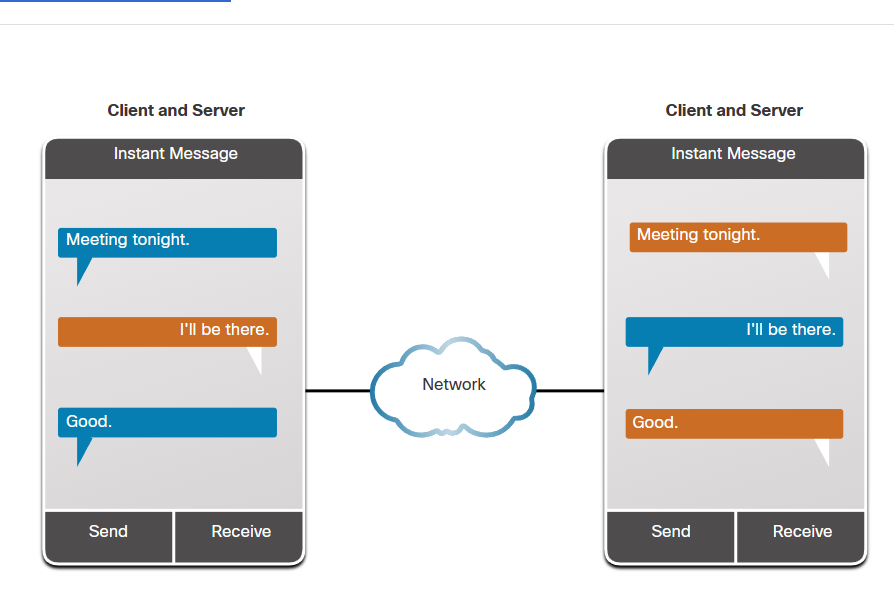 Client and Server
Instant Message
Meeting tonight.
I'll be there.
Good.
Send
Receive
Network
Client and Server
Instant Message
Meeting tonight.
I'll be there.
Good.
Send
Receive